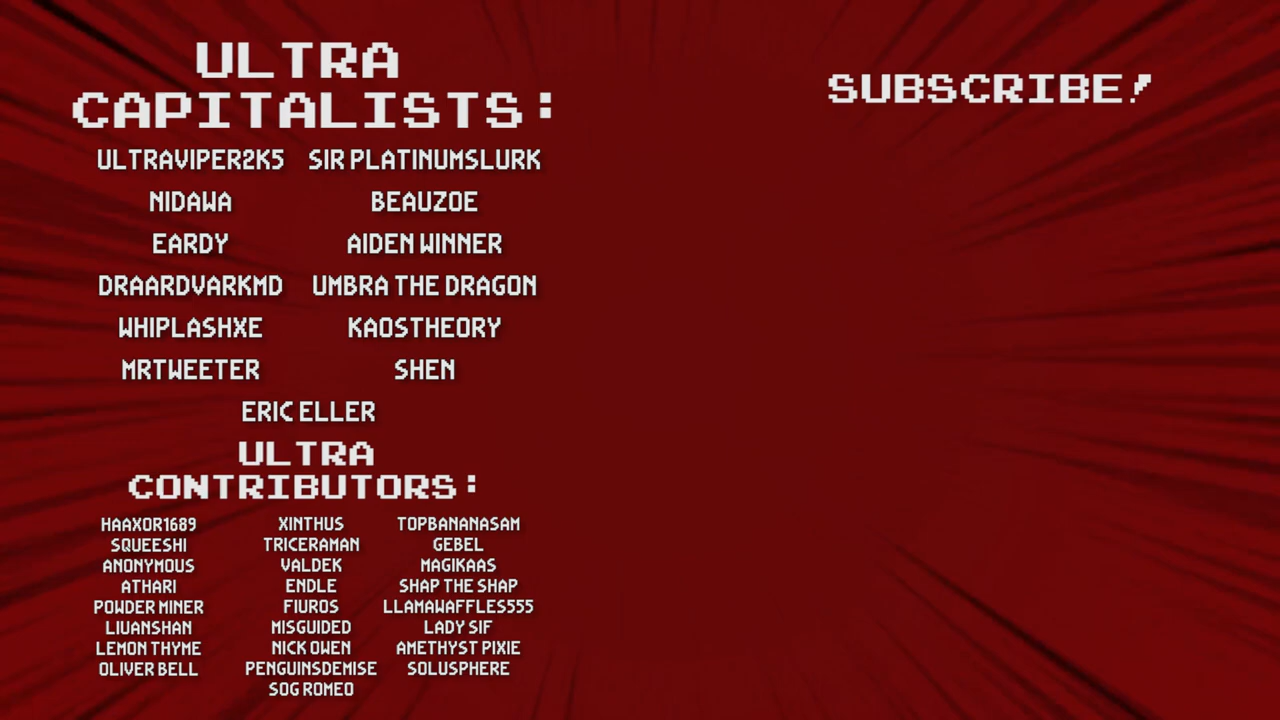 ULTRA
CAPITALISTS:
SUBSCRIBE!
ULTRAVIPER2K5 SIR PLATINUMSLURK
NIDAWA BEAUZOE
EARDY AIDEN WINNER
DRAARDVARKMD UMBRA THE DRAGON
WHIPLASHXE KAOSTHEORY
MRTWEETER SHEN
ERIC ELLER
ULTRA
CONTRIBUTORS:
HAAXOR1689 XINTHUS TOPBANANASAM
SQUEESHI TRICERAMAN GEBEL
ANONYMOUS VALDEK MAGIKAAS
ATHARI ENDLE SHAP THE SHAP
POWDER MINER FIUROS LLAMAWAFFLES555
LIUANSHAN MISGUIDED LADY SIF
LEMON THYME NICK OWEN AMETHYST PIXIE
OLIVER BELL PENGUINSDEMISE SOLUSPHERE
SOG ROMEO